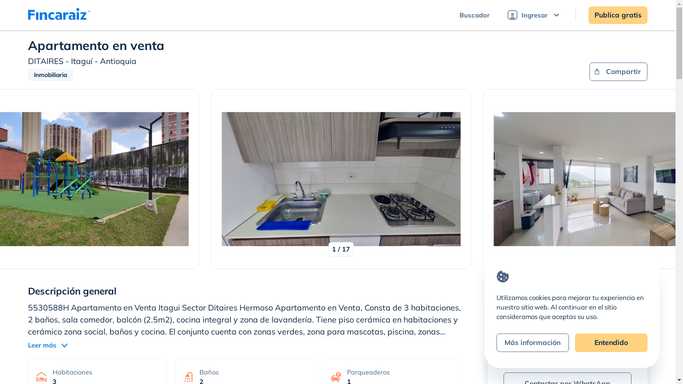 Fincaraiz
Buscador
Ingresar
Publica gratis
Apartamento en venta
DITAIRES - Itaguí - Antioquia
Inmobiliaria
Compartir
1 / 17
Descripción general
5530588H Apartamento en Venta Itagui Sector Ditaires Hermoso Apartamento en Venta, Consta de 3 habitaciones,
2 baños, sala comedor, balcón (2.5m2), cocina integral y zona de lavandería. Tiene piso cerámica en habitaciones y
cerámico zona social, baños y cocina. El conjunto cuenta con zonas verdes, zona para mascotas, piscina, zonas...
Leer más
Habitaciones
3
Baños
2
Parqueaderos
1
Utilizamos cookies para mejorar tu experiencia en
nuestro sitio web. Al continuar en el sitio
consideramos que aceptas su uso.
Más información
Entendido
Contactar por WhatsApp